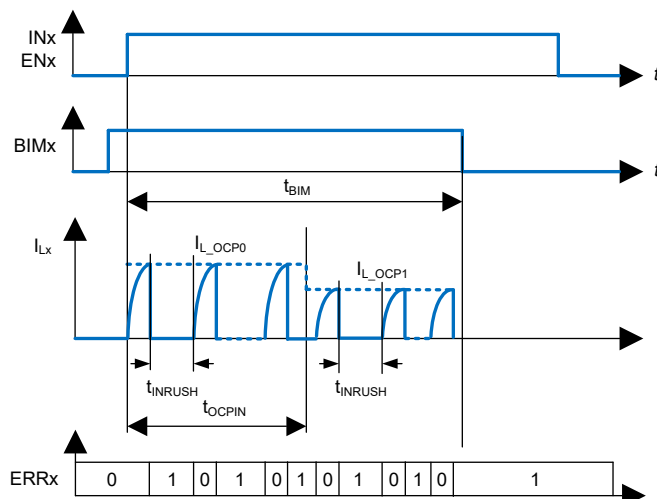 INx
ENx
t
BIMx
t
tBIM
ILx
IL_OCP0
IL_OCP1
tINRUSH
tINRUSH
tOCPIN
ERRx
0 1 0 1 0 1 0 1 0 1 0 1